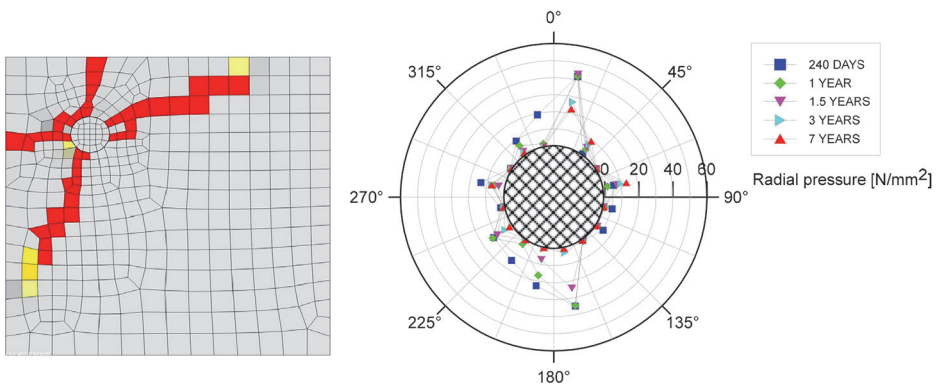 0°
45°
90°
135°
180°
225°
270°
315°
0 20 40 60
240 DAYS
1 YEAR
1.5 YEARS
3 YEARS
7 YEARS
Radial pressure [N/mm²]